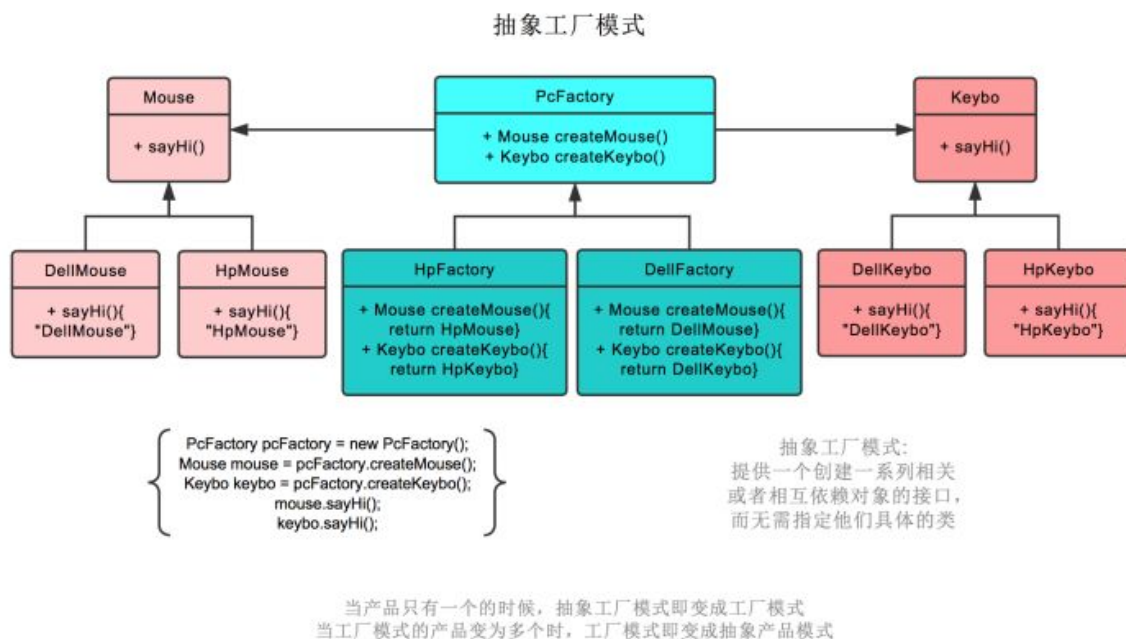 抽象工厂模式
Mouse
+ sayHi()
PcFactory
+ Mouse createMouse()
+ Keybo createKeybo()
Keybo
+ sayHi()
DellMouse
+ sayHi(){
"DellMouse"}
HpMouse
+ sayHi(){
"HpMouse"}
HpFactory
+ Mouse createMouse(){
return HpMouse}
+ Keybo createKeybo(){
return HpKeybo}
DellFactory
+ Mouse createMouse(){
return DellMouse}
+ Keybo createKeybo(){
return DellKeybo}
DellKeybo
+ sayHi(){
"DellKeybo"}
HpKeybo
+ sayHi(){
"HpKeybo"}
PcFactory pcFactory = new PcFactory();
Mouse mouse = pcFactory.createMouse();
Keybo keybo = pcFactory.createKeybo();
mouse.sayHi();
keybo.sayHi();
抽象工厂模式:
提供一个创建一系列相关
或者相互依赖对象的接口，
而无需指定他们具体的类
当产品只有一个的时候，抽象工厂模式即变成工厂模式
当工厂模式的产品变为多个时，工厂模式即变成抽象产品模式